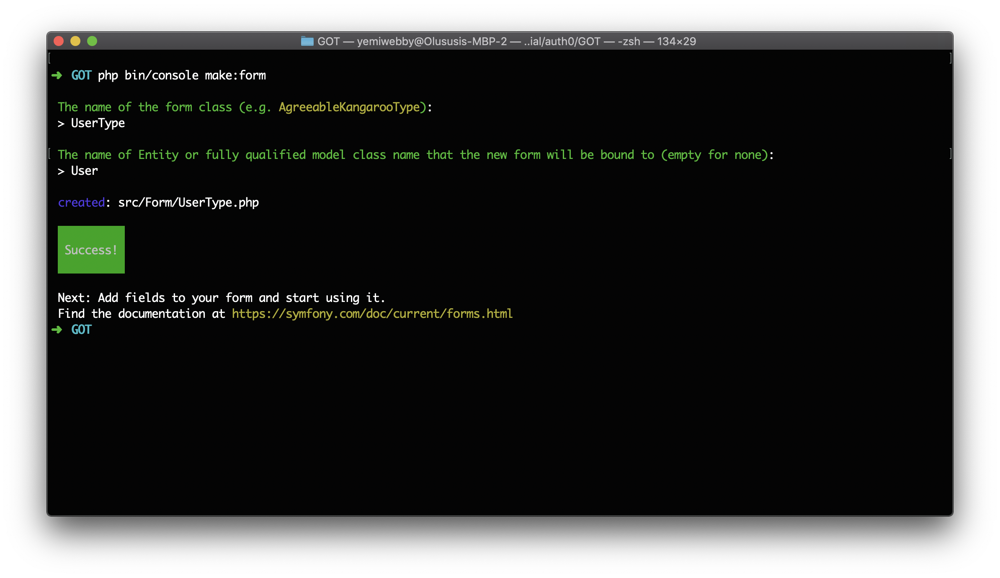 GOT — yemiwebby@Olususis-MBP-2 — ..ial/auth0/GOT — -zsh — 134×29
➜ GOT php bin/console make:form
The name of the form class (e.g. AgreeableKangarooType):
> UserType
The name of Entity or fully qualified model class name that the new form will be bound to (empty for none):
> User
created: src/Form/UserType.php
Success!
Next: Add fields to your form and start using it.
Find the documentation at https://symfony.com/doc/current/forms.html
➜ GOT